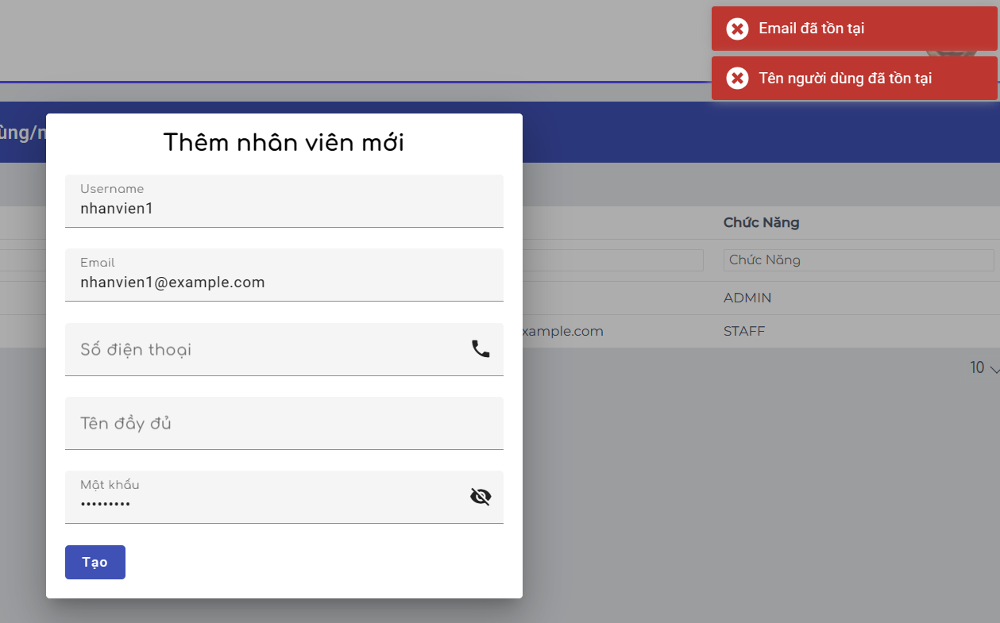 Email đã tồn tại
Tên người dùng đã tồn tại
ùng/n
Thêm nhân viên mới
Username
nhanvien1
Email
nhanvien1@example.com
Số điện thoại
Tên đầy đủ
Mật khẩu
Tạo
Chức Năng
Chức Năng
ADMIN
xample.com STAFF
10